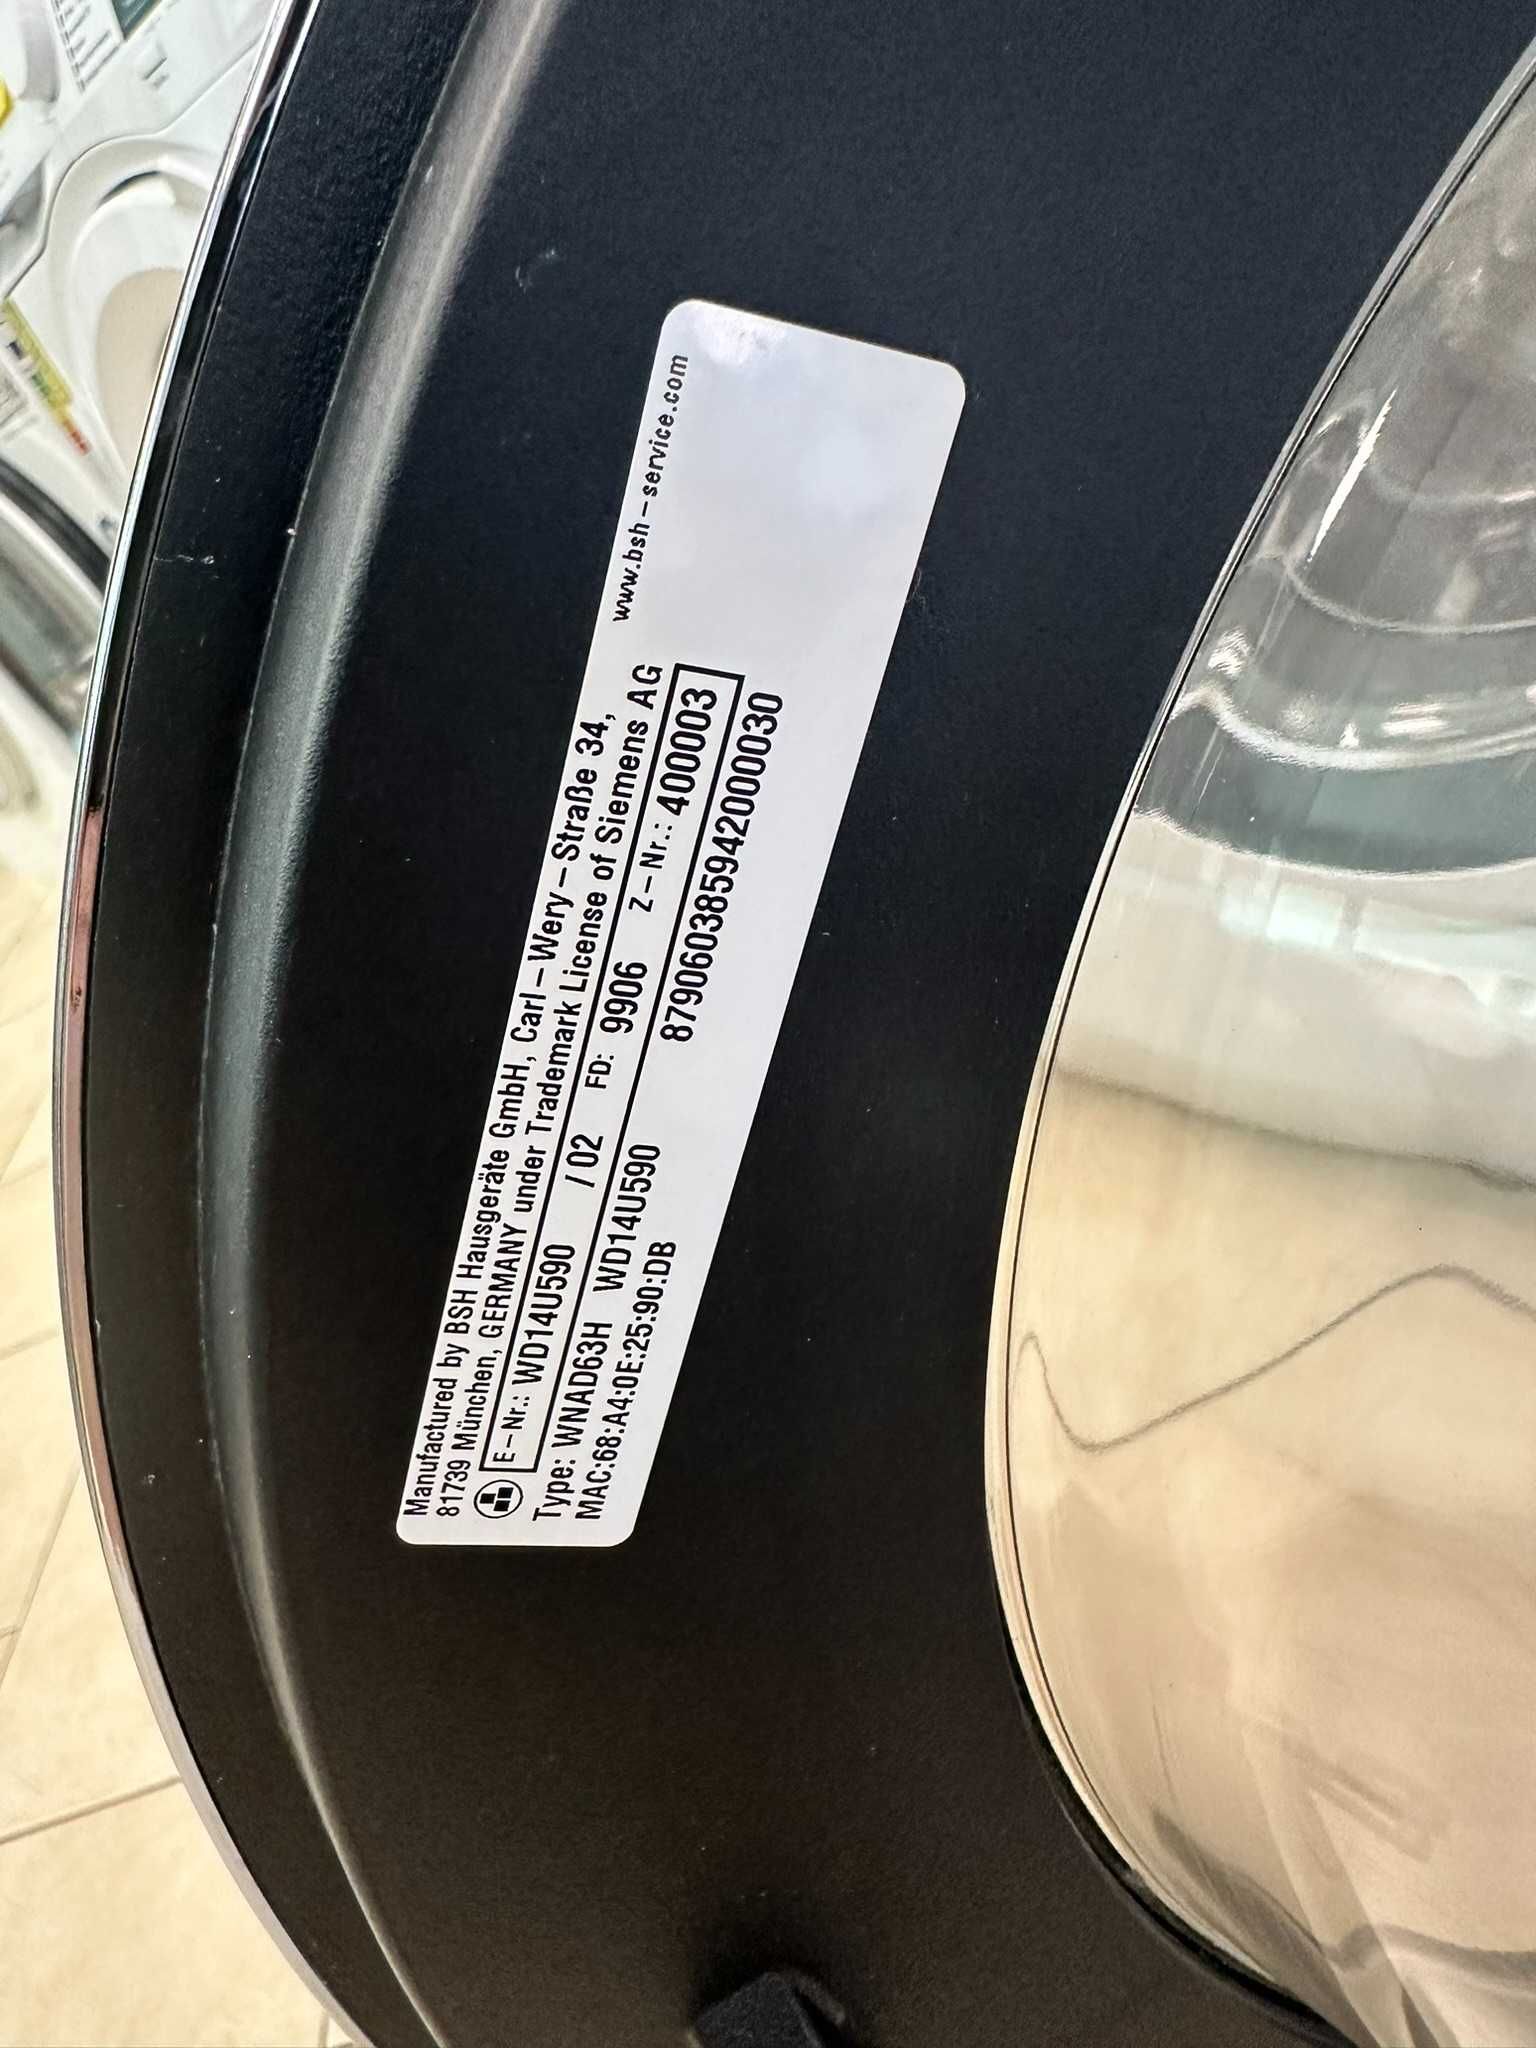 Manufactured by BSH Hausgeräte GmbH, Carl-Wery-Straße 34,
81739 München, GERMANY under Trademark License of Siemens AG
www.bsh-service.com
E-Nr.: WD14U590 /02 FD: 9906 Z-Nr.: 400003
Type: WNAD63H WD14U590 879060385942000030
MAC:68:A4:0E:25:90:DB